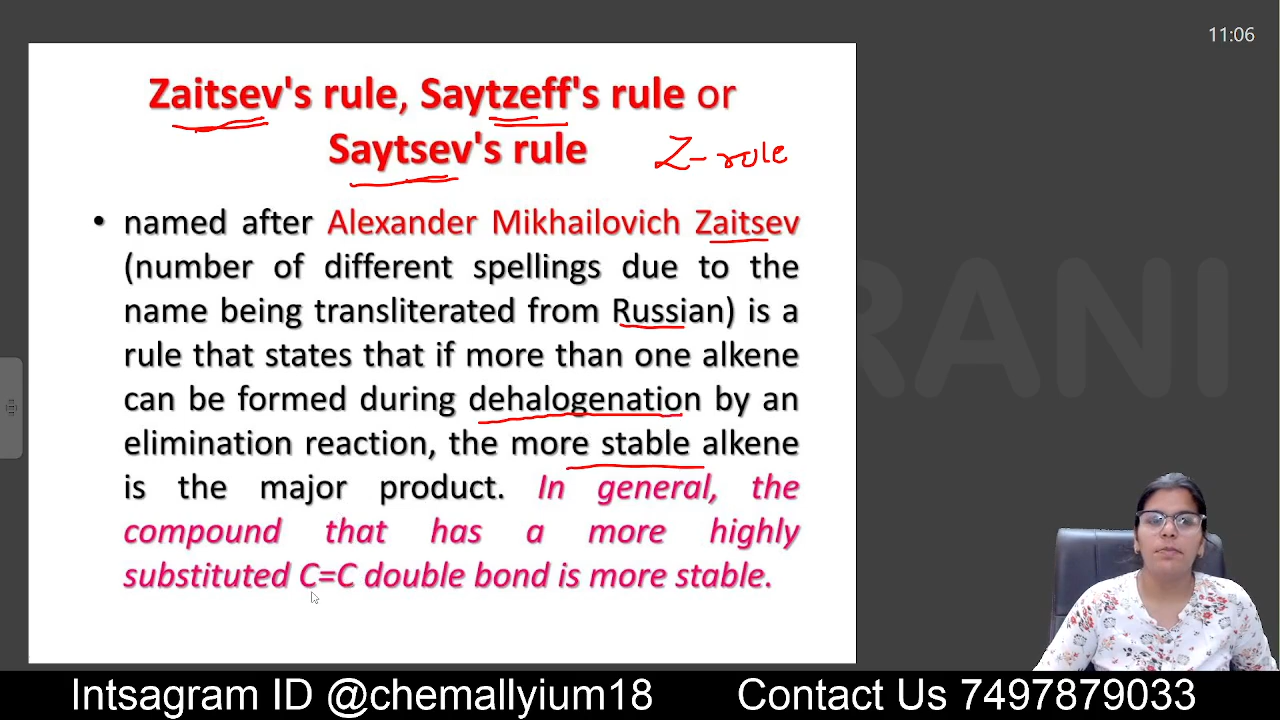 11:06
Zaitsev's rule, Saytzeff's rule or
Saytsev's rule
Z- rule
• named after Alexander Mikhailovich Zaitsev
(number of different spellings due to the
name being transliterated from Russian) is a
rule that states that if more than one alkene
can be formed during dehalogenation by an
elimination reaction, the more stable alkene
is the major product. In general, the
compound that has a more highly
substituted C=C double bond is more stable.
RANI
Intsagram ID @chemallyium18 Contact Us 7497879033